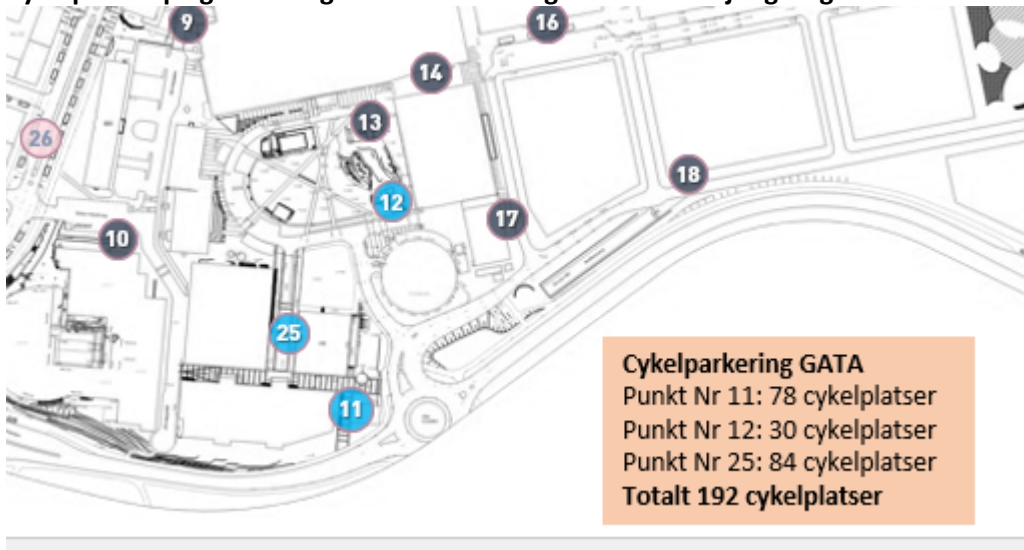 9
16
14
13
26
12
18
17
10
25
11
Cykelparkering GATA
Punkt Nr 11: 78 cykelplatser
Punkt Nr 12: 30 cykelplatser
Punkt Nr 25: 84 cykelplatser
Totalt 192 cykelplatser